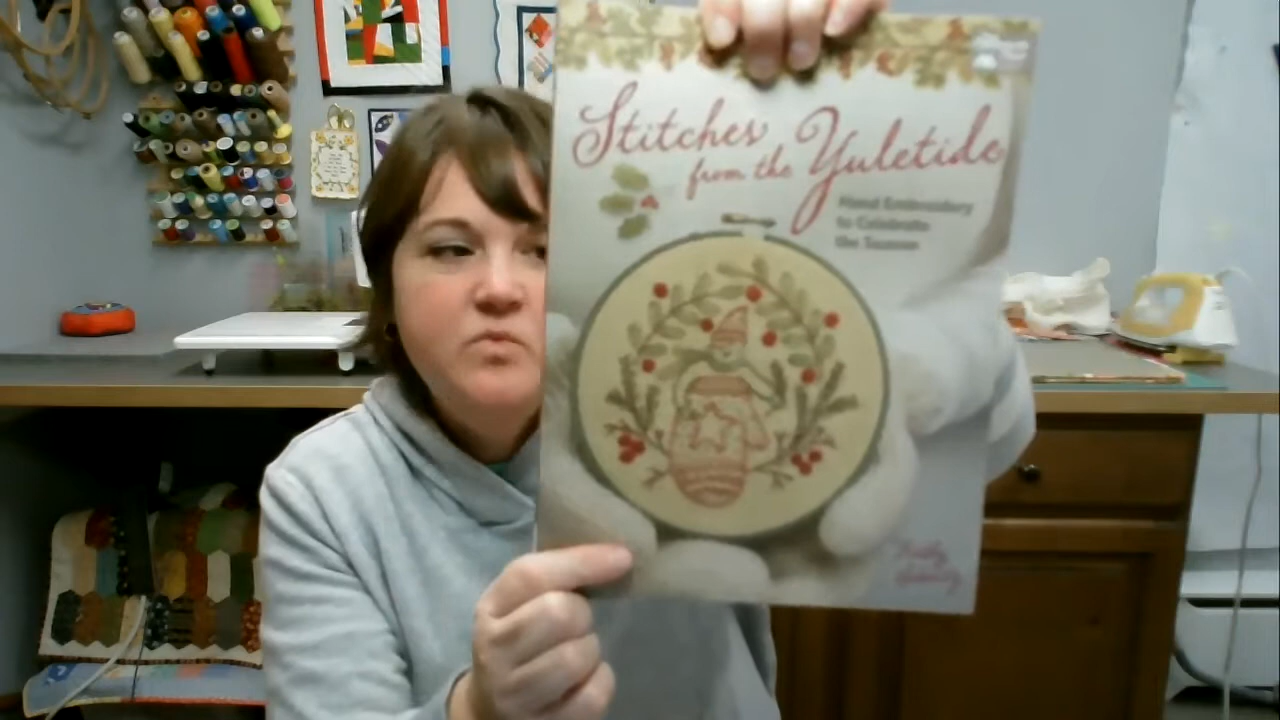 Stitches
from the Yuletide
Hand Embroidery
to Celebrate
the Season